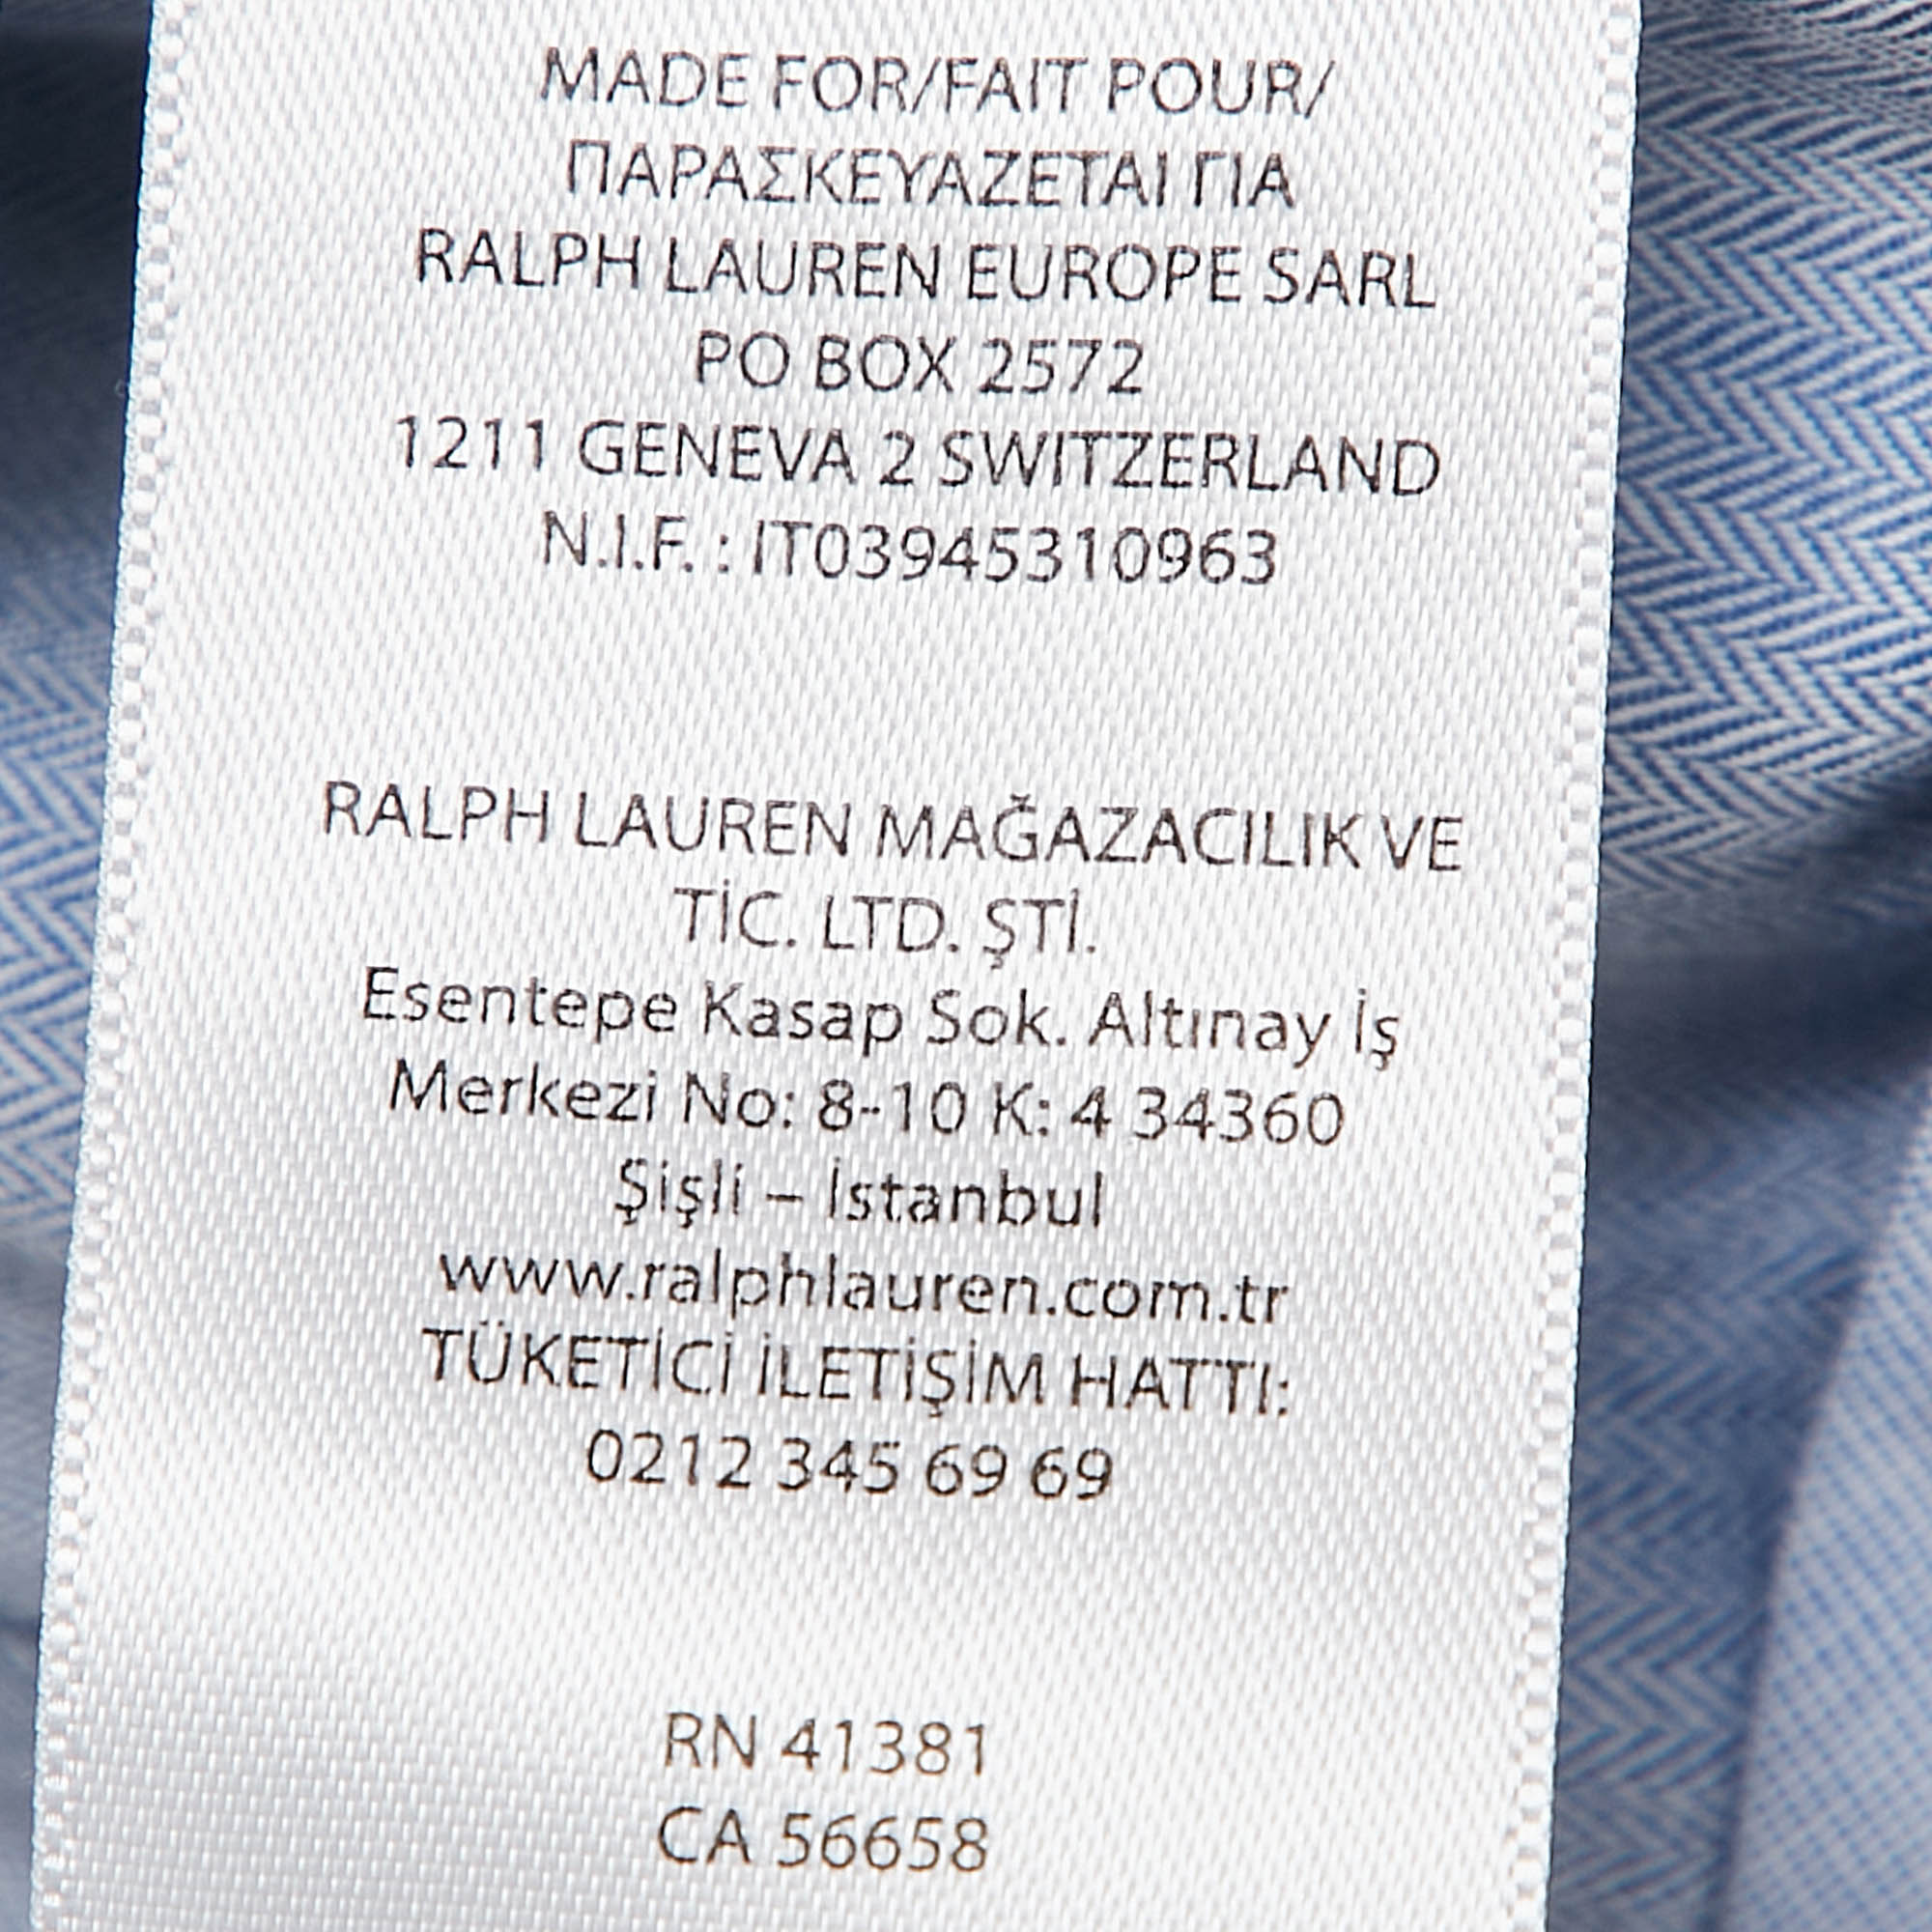 MADE FOR/FAIT POUR/
ΠΑΡΑΣΚΕΥΑΖΕΤΑΙ ΓΙΑ
RALPH LAUREN EUROPE SARL
PO BOX 2572
1211 GENEVA 2 SWITZERLAND
N.I.F. : IT03945310963
RALPH LAUREN MAĞAZACILIK VE
TİC. LTD. ŞTİ.
Esentepe Kasap Sok. Altınay İş
Merkezi No: 8-10 K: 4 34360
Şişli – İstanbul
www.ralphlauren.com.tr
TÜKETİCİ İLETİŞİM HATTI:
0212 345 69 69
RN 41381
CA 56658